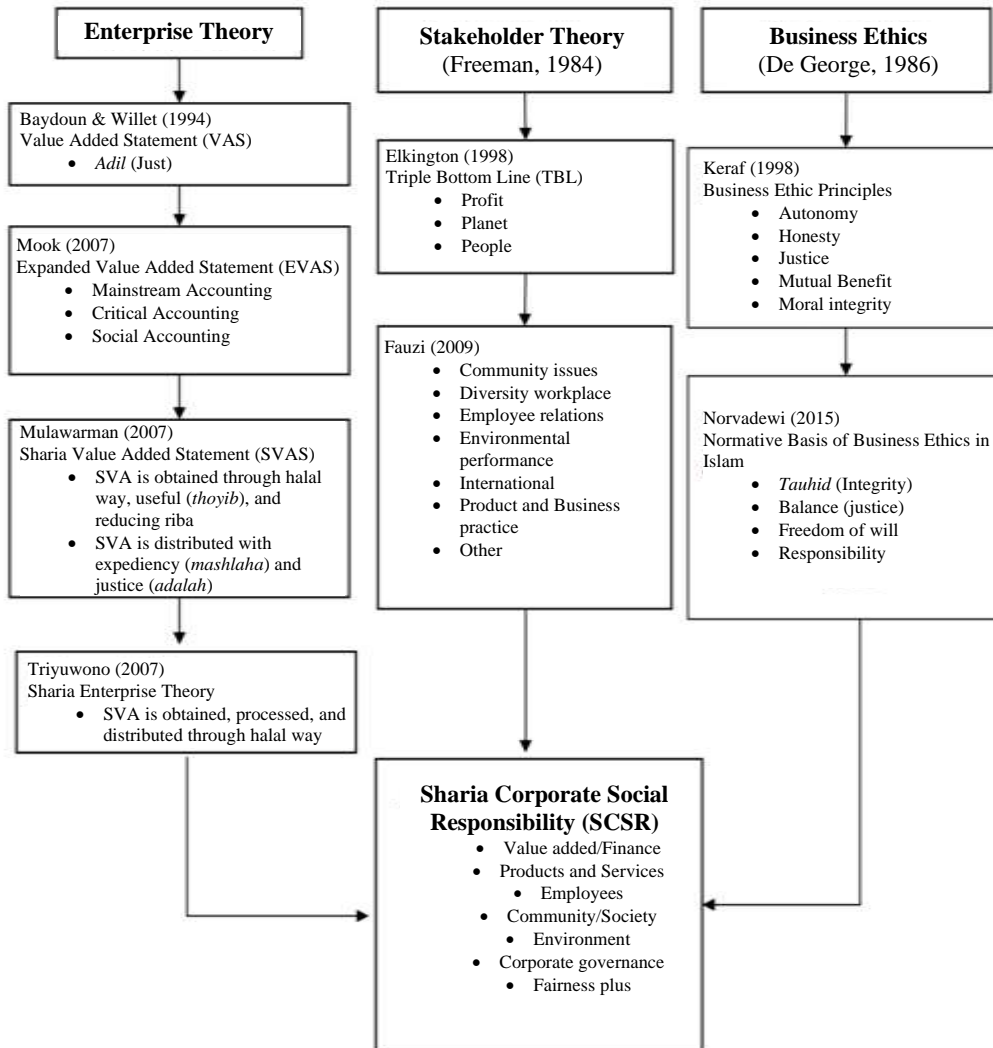 Enterprise Theory
Baydoun & Willet (1994)
Value Added Statement (VAS)
• Adil (Just)
Mook (2007)
Expanded Value Added Statement (EVAS)
• Mainstream Accounting
• Critical Accounting
• Social Accounting
Mulawarman (2007)
Sharia Value Added Statement (SVAS)
• SVA is obtained through halal
way, useful (thoyib), and
reducing riba
• SVA is distributed with
expediency (mashlaha) and
justice (adalah)
Triyuwono (2007)
Sharia Enterprise Theory
• SVA is obtained, processed, and
distributed through halal way
Stakeholder Theory
(Freeman, 1984)
Elkington (1998)
Triple Bottom Line (TBL)
• Profit
• Planet
• People
Fauzi (2009)
• Community issues
• Diversity workplace
• Employee relations
• Environmental
performance
• International
• Product and Business
practice
• Other
Business Ethics
(De George, 1986)
Keraf (1998)
Business Ethic Principles
• Autonomy
• Honesty
• Justice
• Mutual Benefit
• Moral integrity
Norvadewi (2015)
Normative Basis of Business Ethics in
Islam
• Tauhid (Integrity)
• Balance (justice)
• Freedom of will
• Responsibility
Sharia Corporate Social
Responsibility (SCSR)
• Value added/Finance
• Products and Services
• Employees
• Community/Society
• Environment
• Corporate governance
• Fairness plus